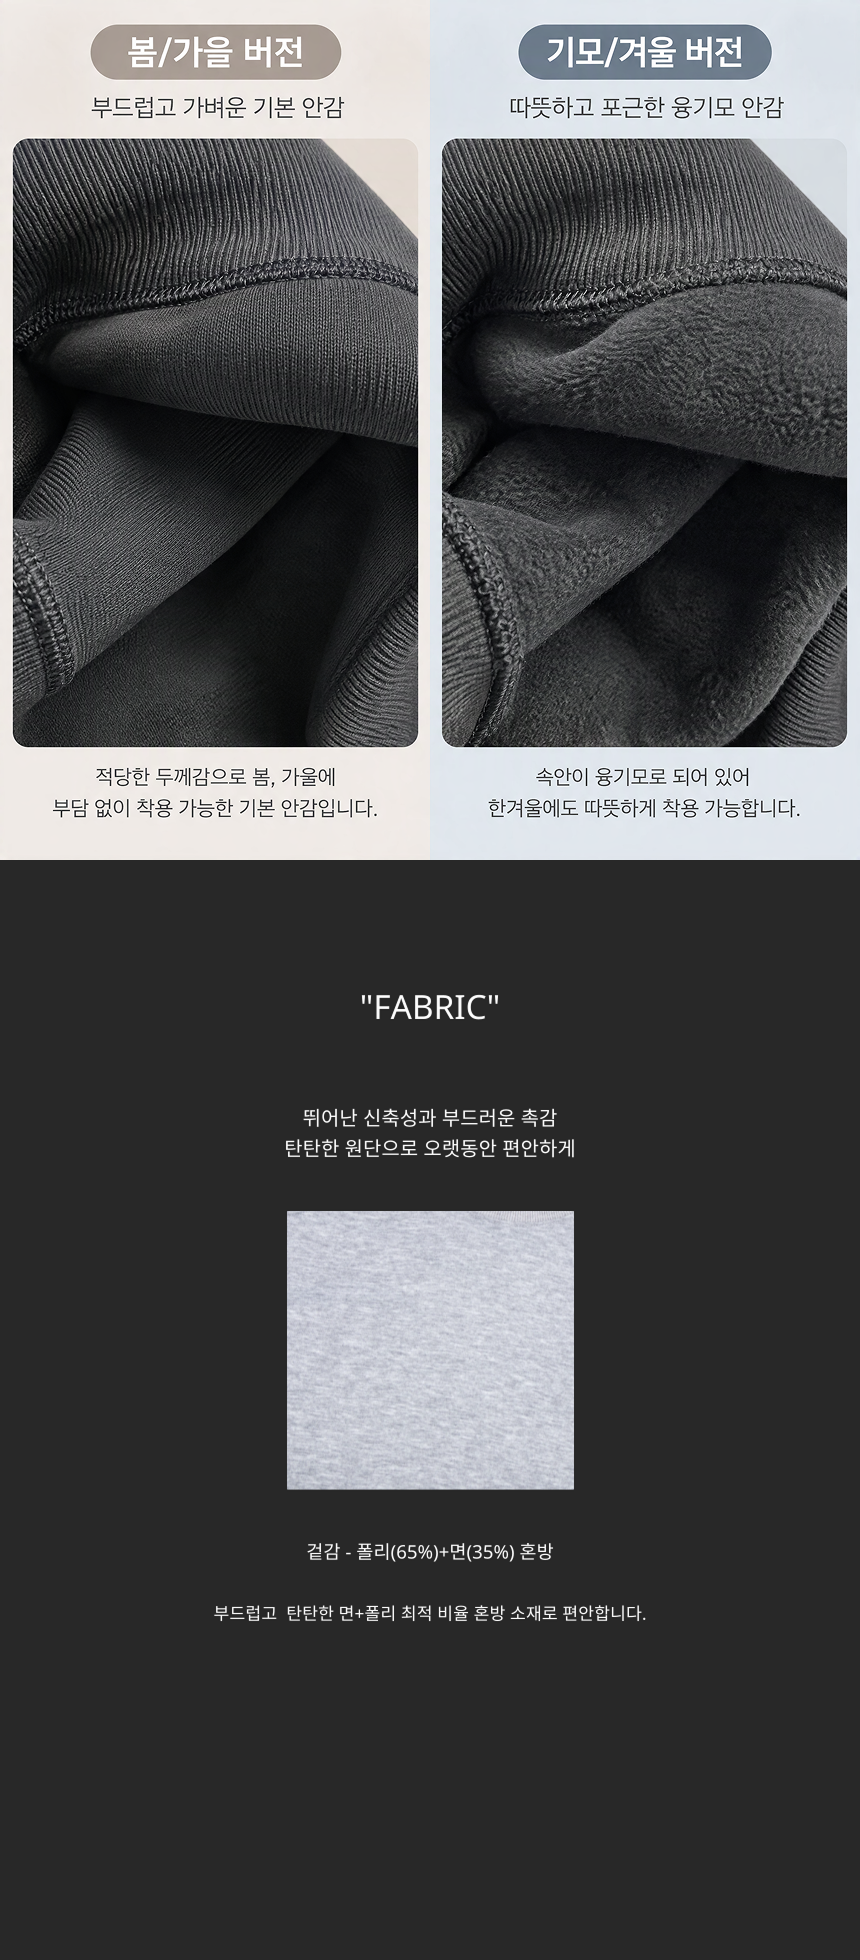 봄/가을 버전
부드럽고 가벼운 기본 안감
적당한 두께감으로 봄, 가을에
부담 없이 착용 가능한 기본 안감입니다.
기모/겨울 버전
따뜻하고 포근한 융기모 안감
속안이 융기모로 되어 있어
한겨울에도 따뜻하게 착용 가능합니다.
"FABRIC"
뛰어난 신축성과 부드러운 촉감
탄탄한 원단으로 오랫동안 편안하게
겉감 - 폴리(65%)+면(35%) 혼방
부드럽고  탄탄한 면+폴리 최적 비율 혼방 소재로 편안합니다.